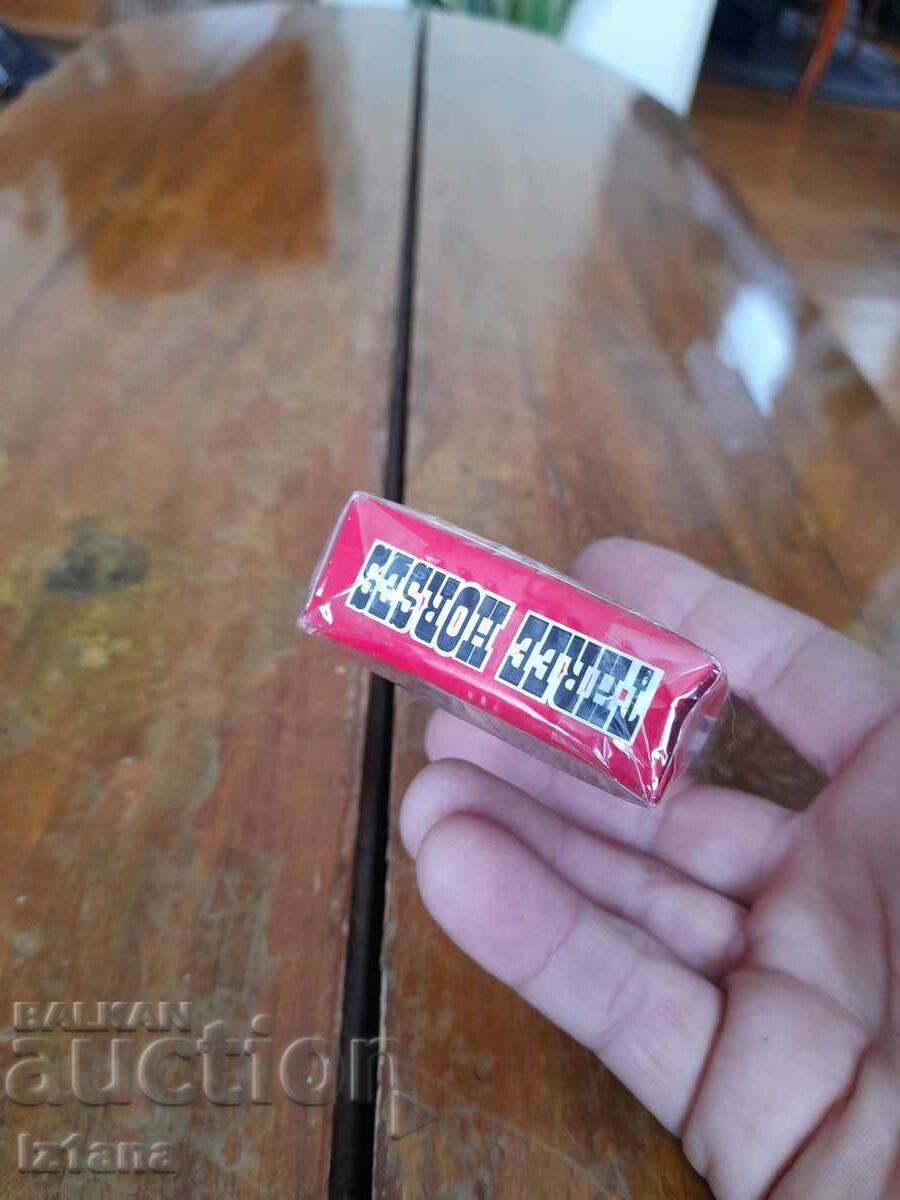 THREE HORSES
BALKAN
auction
iz1ana